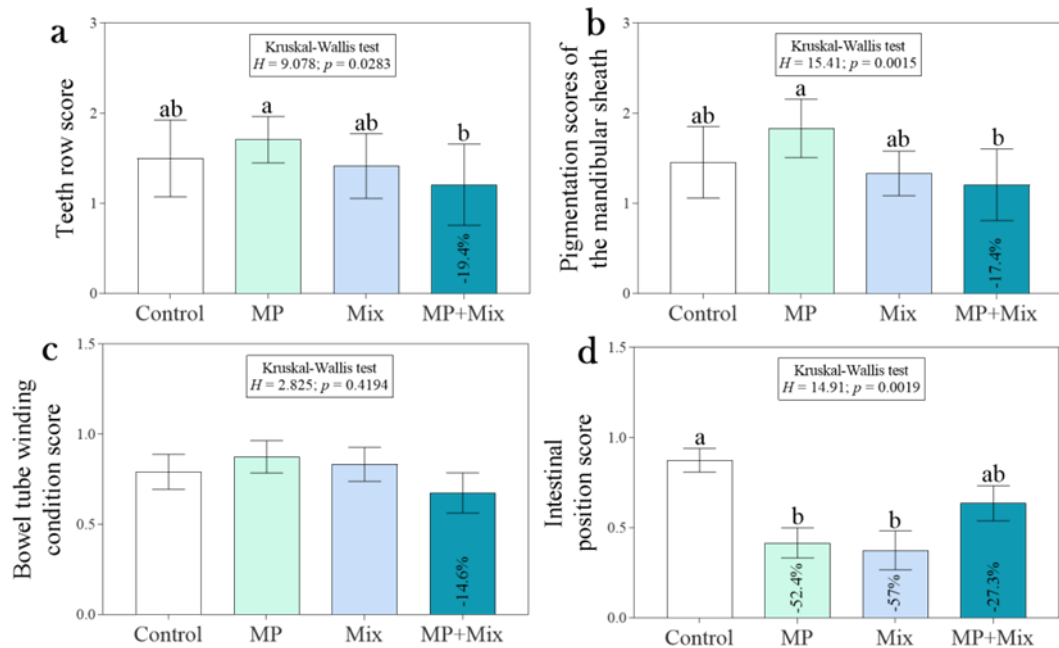 a
Teeth row score
3
2
1
0
Kruskal-Wallis test
H = 9.078; p = 0.0283
ab
a
ab
b
-19.4%
Control
MP
Mix
MP+Mix
b
Pigmentation scores of
the mandibular sheath
3
2
1
0
Kruskal-Wallis test
H = 15.41; p = 0.0015
ab
a
ab
b
-17.4%
Control
MP
Mix
MP+Mix
c
Bowel tube winding
condition score
1.5
1.0
0.5
0.0
Kruskal-Wallis test
H = 2.825; p = 0.4194
-14.6%
Control
MP
Mix
MP+Mix
d
Intestinal
position score
1.5
1.0
0.5
0.0
Kruskal-Wallis test
H = 14.91; p = 0.0019
a
b
b
ab
-52.4%
-57%
-27.3%
Control
MP
Mix
MP+Mix